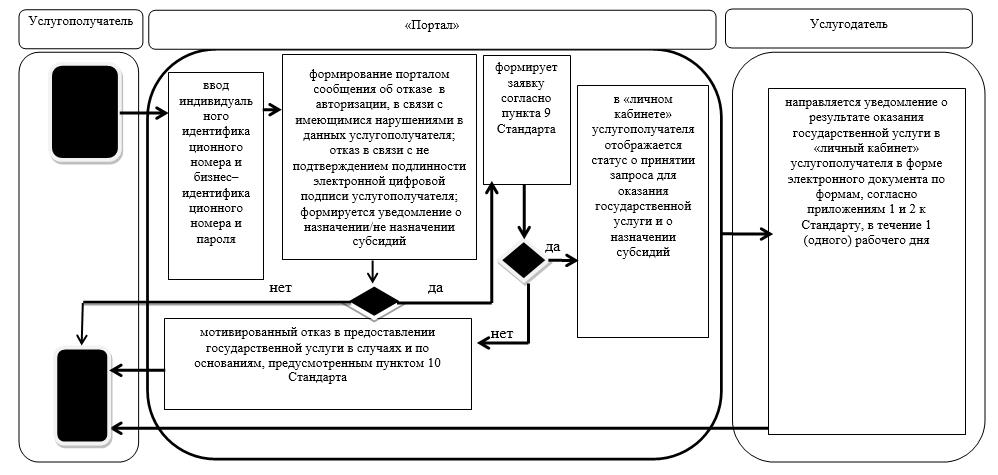 Услугополучатель
«Портал»
Услугодатель
ввод
индивидуаль
ного
идентифика
ционного
номера и
бизнес–
идентифика
ционного
номера и
пароля
формирование порталом
сообщения об отказе в
авторизации, в связи с
имеющимися нарушениями в
данных услугополучателя;
отказ в связи с не
подтверждением подлинности
электронной цифровой
подписи услугополучателя;
формируется уведомление о
назначении/не назначении
субсидий
формирует
заявку
согласно
пункта 9
Стандарта
в «личном
кабинете»
услугополучателя
отображается
статус о принятии
запроса для
оказания
государственной
услуги и о
назначении
субсидий
направляется уведомление о
результате оказания
государственной услуги в
«личный кабинет»
услугополучателя в форме
электронного документа по
формам, согласно
приложениям 1 и 2 к
Стандарту, в течение 1
(одного) рабочего дня
да
нет
да
нет
мотивированный отказ в предоставлении
государственной услуги в случаях и по
основаниям, предусмотренным пунктом 10
Стандарта